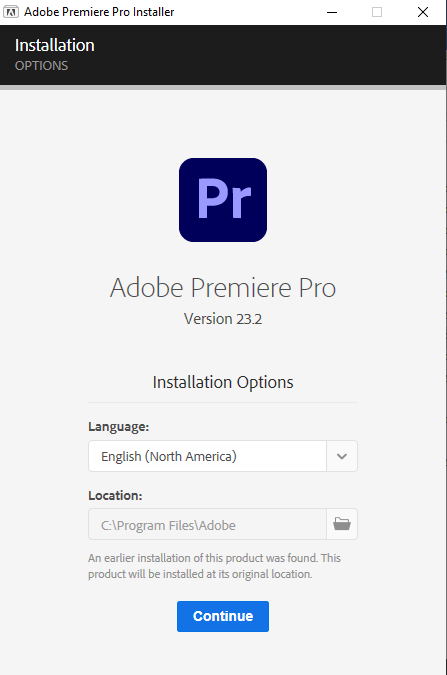 Adobe Premiere Pro Installer
Installation
OPTIONS
Pr
Adobe Premiere Pro
Version 23.2
Installation Options
Language:
English (North America)
Location:
C:\Program Files\Adobe
An earlier installation of this product was found. This
product will be installed at its original location.
Continue